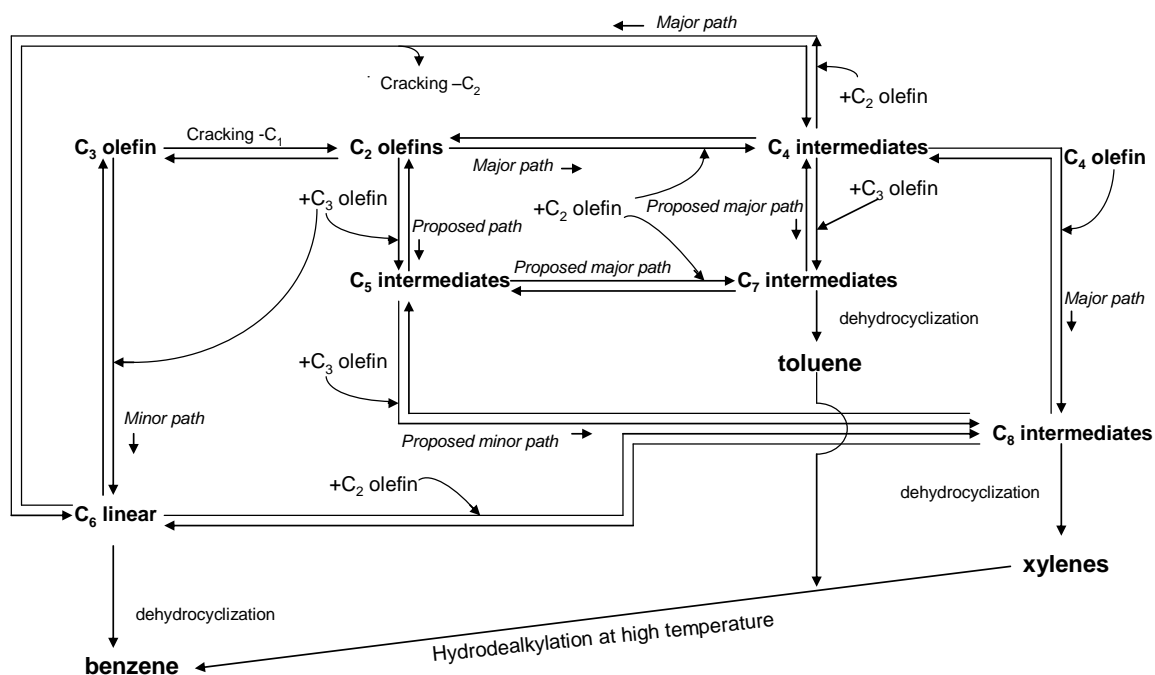 Major path
Cracking –C₂
+C₂ olefin
C₃ olefin
Cracking -C₁
C₂ olefins
Major path
C₄ intermediates
C₄ olefin
+C₃ olefin
+C₂ olefin
Proposed major path
+C₃ olefin
Proposed path
C₅ intermediates
Proposed major path
C₇ intermediates
Major path
dehydrocyclization
toluene
+C₃ olefin
Minor path
Proposed minor path
C₈ intermediates
+C₂ olefin
dehydrocyclization
C₆ linear
xylenes
dehydrocyclization
Hydrodealkylation at high temperature
benzene